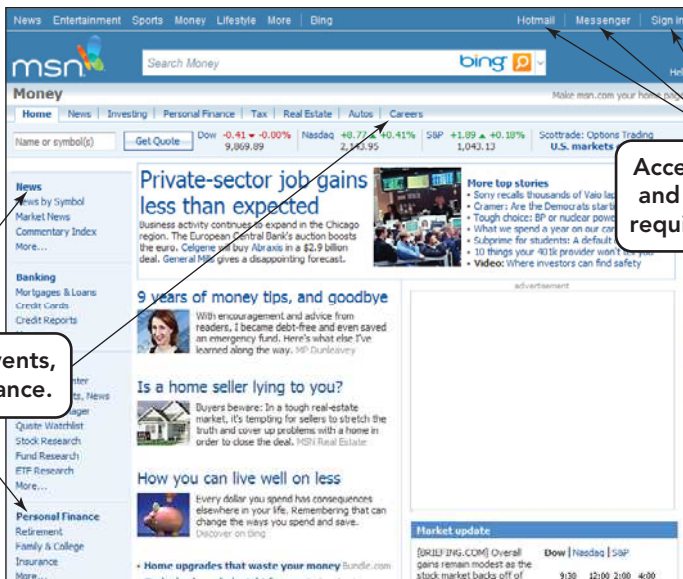 News Entertainment Sports Money Lifestyle More | Bing
Hotmail | Messenger | Sign in
msn
Search Money
bing
Money
Make msn.com your home page
Home | News | Investing | Personal Finance | Tax | Real Estate | Autos | Careers
Name or symbol(s)
Get Quote
Dow -0.41 -0.00%
9,869.89
Nasdaq +8.77 +0.41%
2,143.95
S&P +1.89 +0.18%
1,043.13
Scottrade: Options Trading
U.S. markets
Acce
and
requi
News
News by Symbol
Market News
Commentary Index
More...
Banking
Mortgages & Loans
Credit Cards
Credit Reports
vents,
ance.
ts, News
Quote Watchlist
Stock Research
Fund Research
ETF Research
More...
Personal Finance
Retirement
Family & College
Insurance
More...
Private-sector job gains
less than expected
Business activity continues to expand in the Chicago
region. The European Central Bank's auction boosts
the euro. Celgene will buy Abraxis in a $2.9 billion
deal. General Mills gives a disappointing forecast.
More top stories
• Sony recalls thousands of Vaio lap
• Cramer: Are the Democrats starti
• Tough choice: BP or nuclear powe
• What we spend a year on our car
• Subprime for students: A default
• 10 things your 401k provider won't tell you
• Video: Where investors can find safety
advertisement
9 years of money tips, and goodbye
With encouragement and advice from
readers, I became debt-free and even saved
an emergency fund. Here's what else I've
learned along the way. MP Dunleavey
Is a home seller lying to you?
Buyers beware: In a tough real-estate
market, it's tempting for sellers to stretch the
truth and cover up problems with a home in
order to close the deal. MSN Real Estate
How you can live well on less
Every dollar you spend has consequences
elsewhere in your life. Remembering that can
change the ways you spend and save.
Discover on bing
• Home upgrades that waste your money Bundle.com
Market update
[BRIEFING.COM] Overall
gains remain modest as the
stock market backs off of
Dow | Nasdaq | S&P
9:30 12:00 2:00 4:00